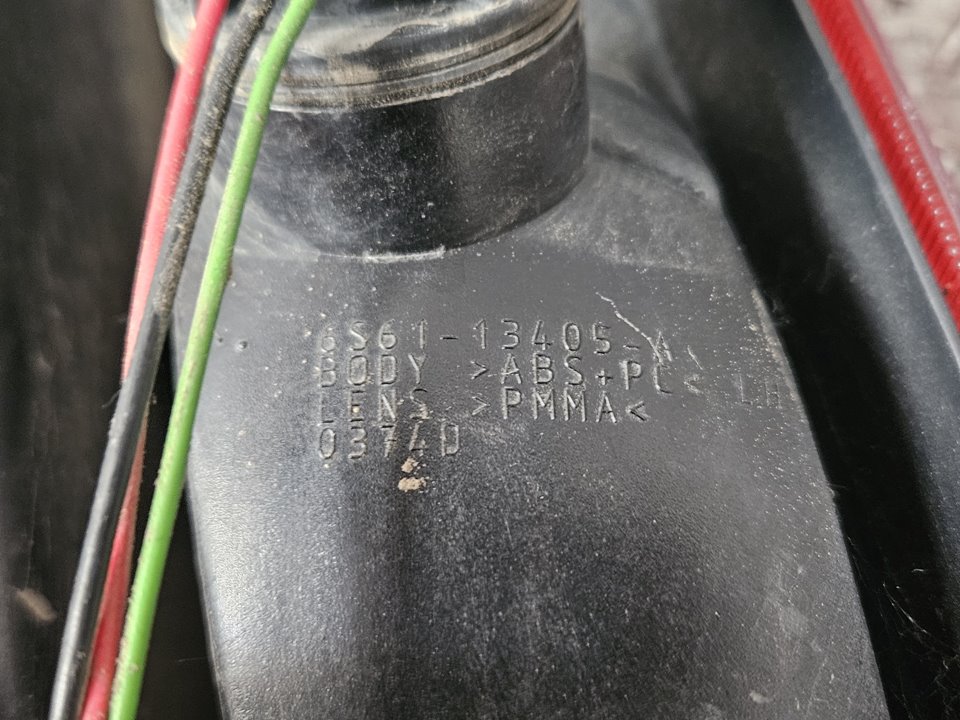 6S61-13405-A
BODY >ABS+PC< LH
LENS >PMMA<
0374D